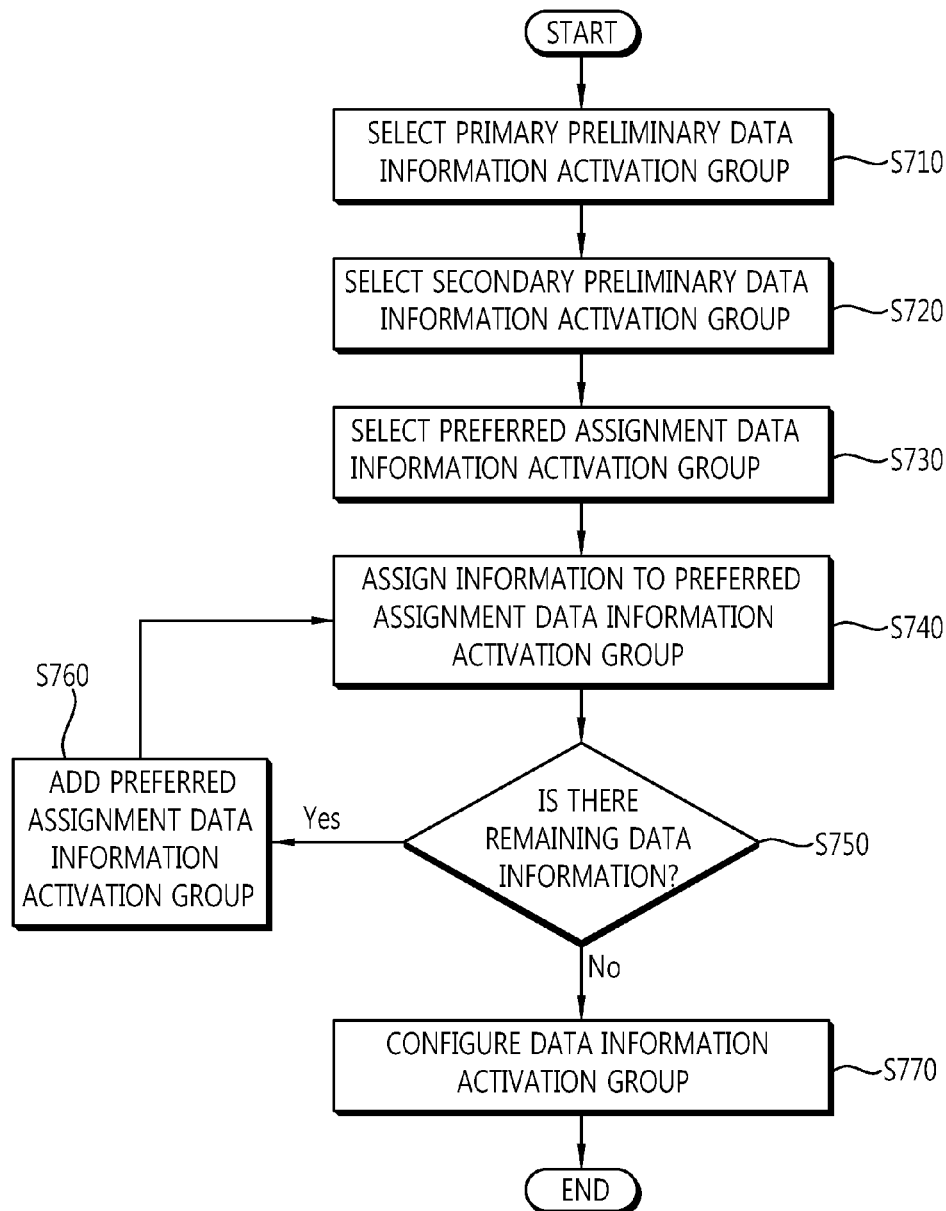 START
SELECT PRIMARY PRELIMINARY DATA
INFORMATION ACTIVATION GROUP
S710
SELECT SECONDARY PRELIMINARY DATA
INFORMATION ACTIVATION GROUP
S720
SELECT PREFERRED ASSIGNMENT DATA
INFORMATION ACTIVATION GROUP
S730
ASSIGN INFORMATION TO PREFERRED
ASSIGNMENT DATA INFORMATION
ACTIVATION GROUP
S740
S760
ADD PREFERRED
ASSIGNMENT DATA
INFORMATION
ACTIVATION GROUP
Yes
IS THERE
REMAINING DATA
INFORMATION?
S750
No
CONFIGURE DATA INFORMATION
ACTIVATION GROUP
S770
END